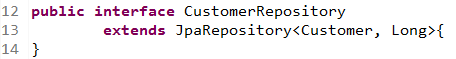 12 public interface CustomerRepository
13         extends JpaRepository<Customer, Long>{
14 }